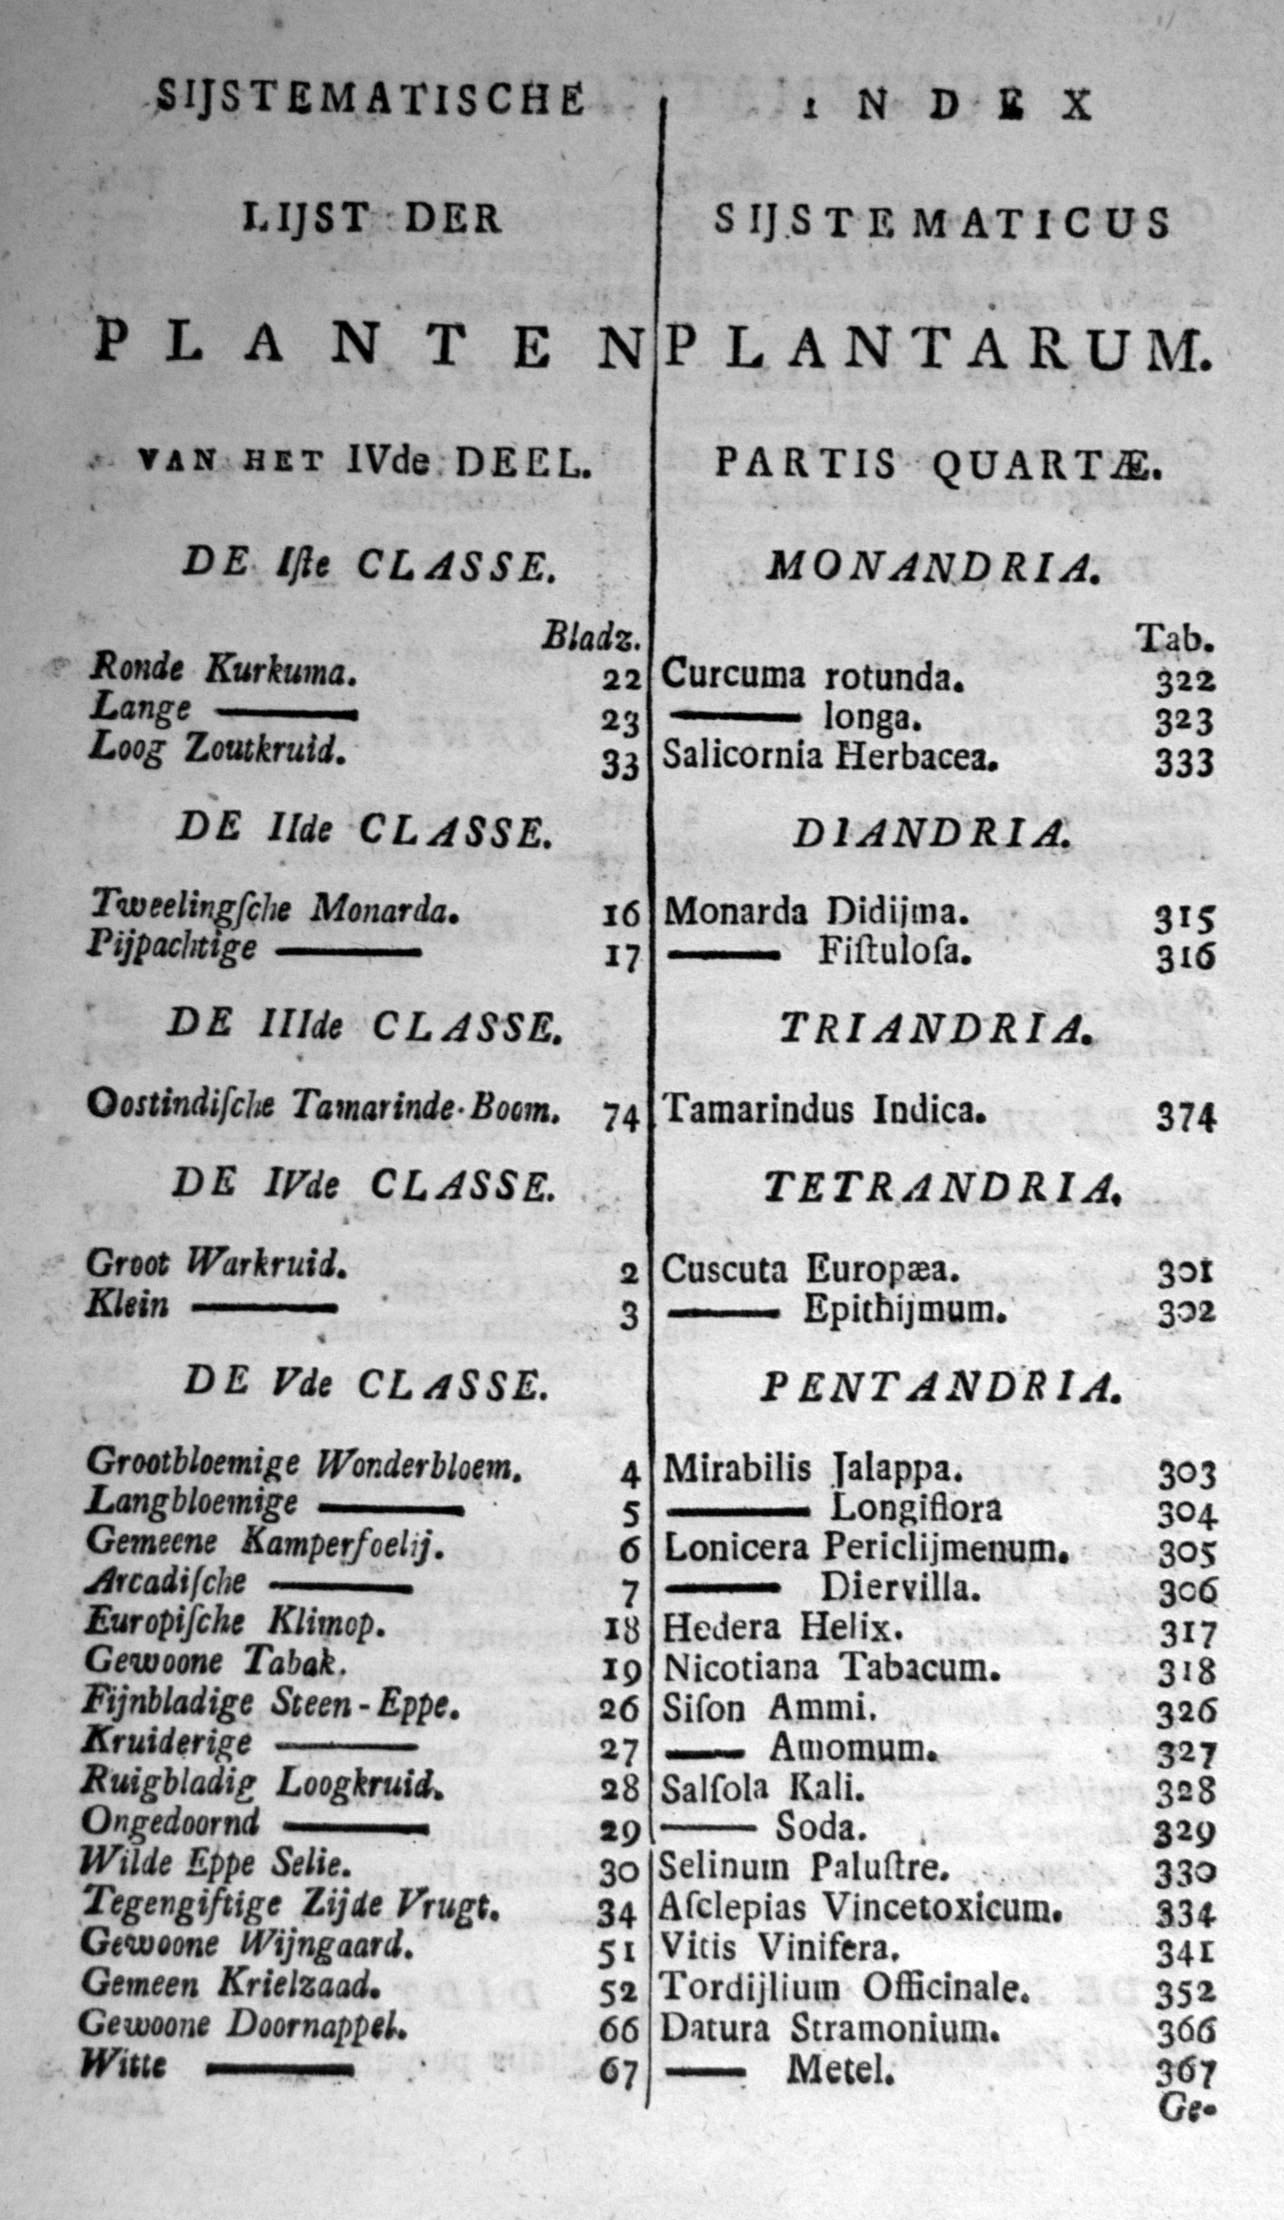 SIJSTEMATISCHE
LIJST DER
PLANTEN
VAN HET IVde DEEL.
DE Iſte CLASSE.
Bladz.
Ronde Kurkuma. 22
Lange ——— 23
Loog Zoutkruid. 33
DE IIde CLASSE.
Tweelingſche Monarda. 16
Pijpachtige ——— 17
DE IIIde CLASSE.
Oostindiſche Tamarinde-Boom. 74
DE IVde CLASSE.
Groot Warkruid. 2
Klein ——— 3
DE Vde CLASSE.
Grootbloemige Wonderbloem. 4
Langbloemige ——— 5
Gemeene Kamperfoelij. 6
Arcadiſche ——— 7
Europiſche Klimop. 18
Gewoone Tabak. 19
Fijnbladige Steen-Eppe. 26
Kruiderige ——— 27
Ruigbladig Loogkruid. 28
Ongedoornd ——— 29
Wilde Eppe Selie. 30
Tegengiftige Zijde Vrugt. 34
Gewoone Wijngaard. 51
Gemeen Krielzaad. 52
Gewoone Doornappel. 66
Witte ——— 67
INDEX
SIJSTEMATICUS
PLANTARUM.
PARTIS QUARTÆ.
MONANDRIA.
Tab.
Curcuma rotunda. 322
——— longa. 323
Salicornia Herbacea. 333
DIANDRIA.
Monarda Didijma. 315
——— Fiſtuloſa. 316
TRIANDRIA.
Tamarindus Indica. 374
TETRANDRIA.
Cuscuta Europæa. 301
——— Epithijmum. 302
PENTANDRIA.
Mirabilis Jalappa. 303
——— Longiflora 304
Lonicera Periclijmenum. 305
——— Diervilla. 306
Hedera Helix. 317
Nicotiana Tabacum. 318
Siſon Ammi. 326
——— Amomum. 327
Salſola Kali. 328
——— Soda. 329
Selinum Paluſtre. 330
Aſclepias Vincetoxicum. 334
Vitis Vinifera. 341
Tordijlium Officinale. 352
Datura Stramonium. 366
——— Metel. 367
Ge-